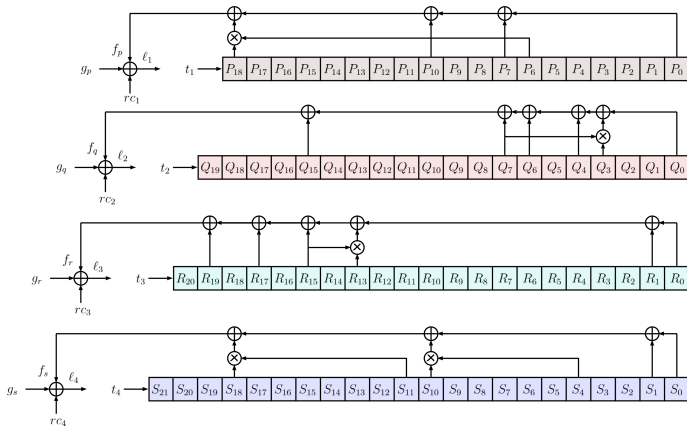 f_p ℓ_1
g_p t_1 P_18 P_17 P_16 P_15 P_14 P_13 P_12 P_11 P_10 P_9 P_8 P_7 P_6 P_5 P_4 P_3 P_2 P_1 P_0
rc_1
f_q ℓ_2
g_q t_2 Q_19 Q_18 Q_17 Q_16 Q_15 Q_14 Q_13 Q_12 Q_11 Q_10 Q_9 Q_8 Q_7 Q_6 Q_5 Q_4 Q_3 Q_2 Q_1 Q_0
rc_2
f_r ℓ_3
g_r t_3 R_20 R_19 R_18 R_17 R_16 R_15 R_14 R_13 R_12 R_11 R_10 R_9 R_8 R_7 R_6 R_5 R_4 R_3 R_2 R_1 R_0
rc_3
f_s ℓ_4
g_s t_4 S_21 S_20 S_19 S_18 S_17 S_16 S_15 S_14 S_13 S_12 S_11 S_10 S_9 S_8 S_7 S_6 S_5 S_4 S_3 S_2 S_1 S_0
rc_4